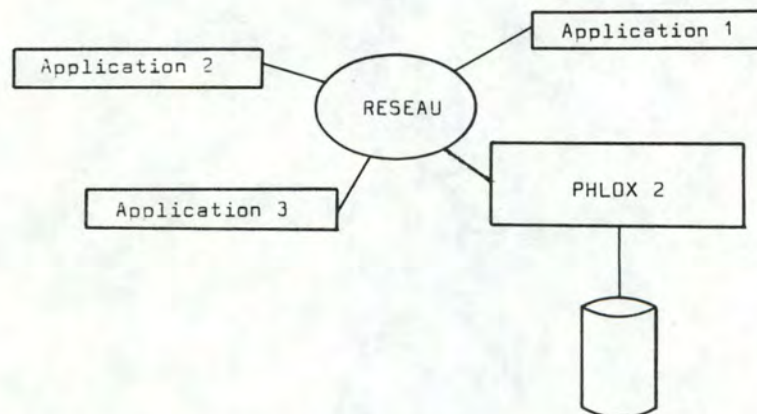 Application 1
Application 2
RESEAU
PHLOX 2
Application 3